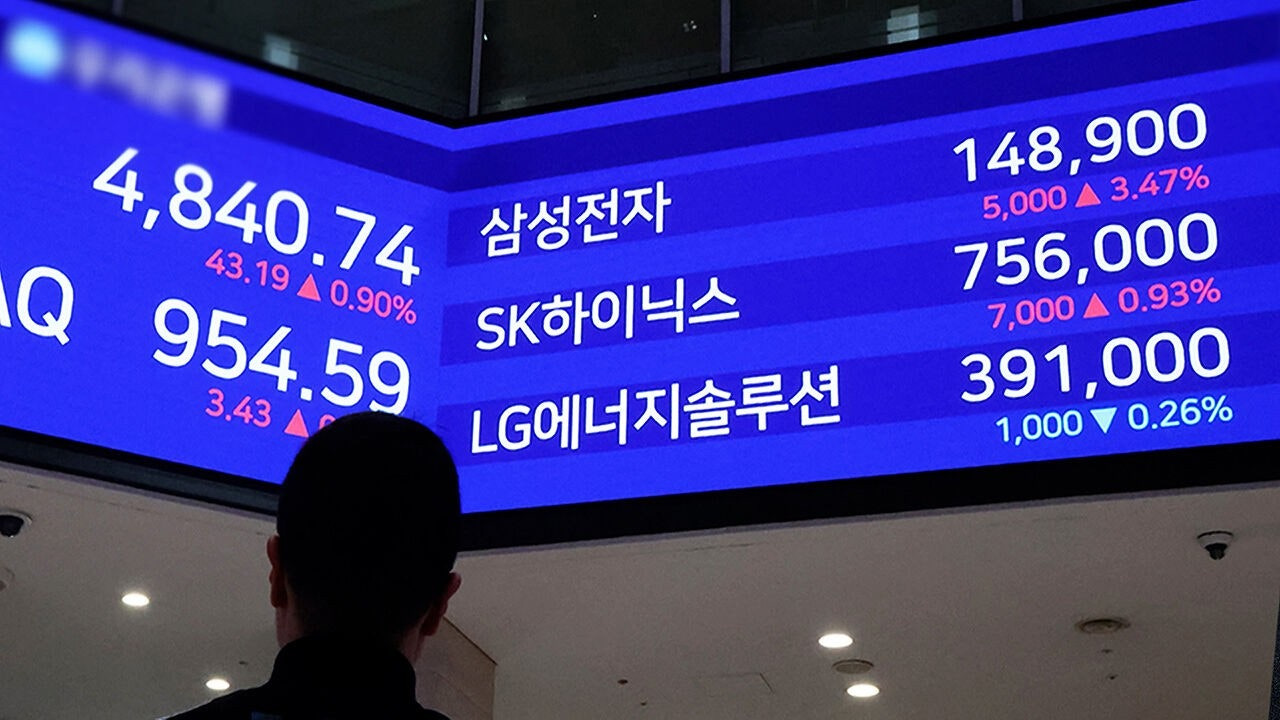 4,840.74
43.19 ▲ 0.90%
AQ 954.59
3.43 ▲
삼성전자 148,900
5,000 ▲ 3.47%
SK하이닉스 756,000
7,000 ▲ 0.93%
LG에너지솔루션 391,000
1,000 ▼ 0.26%